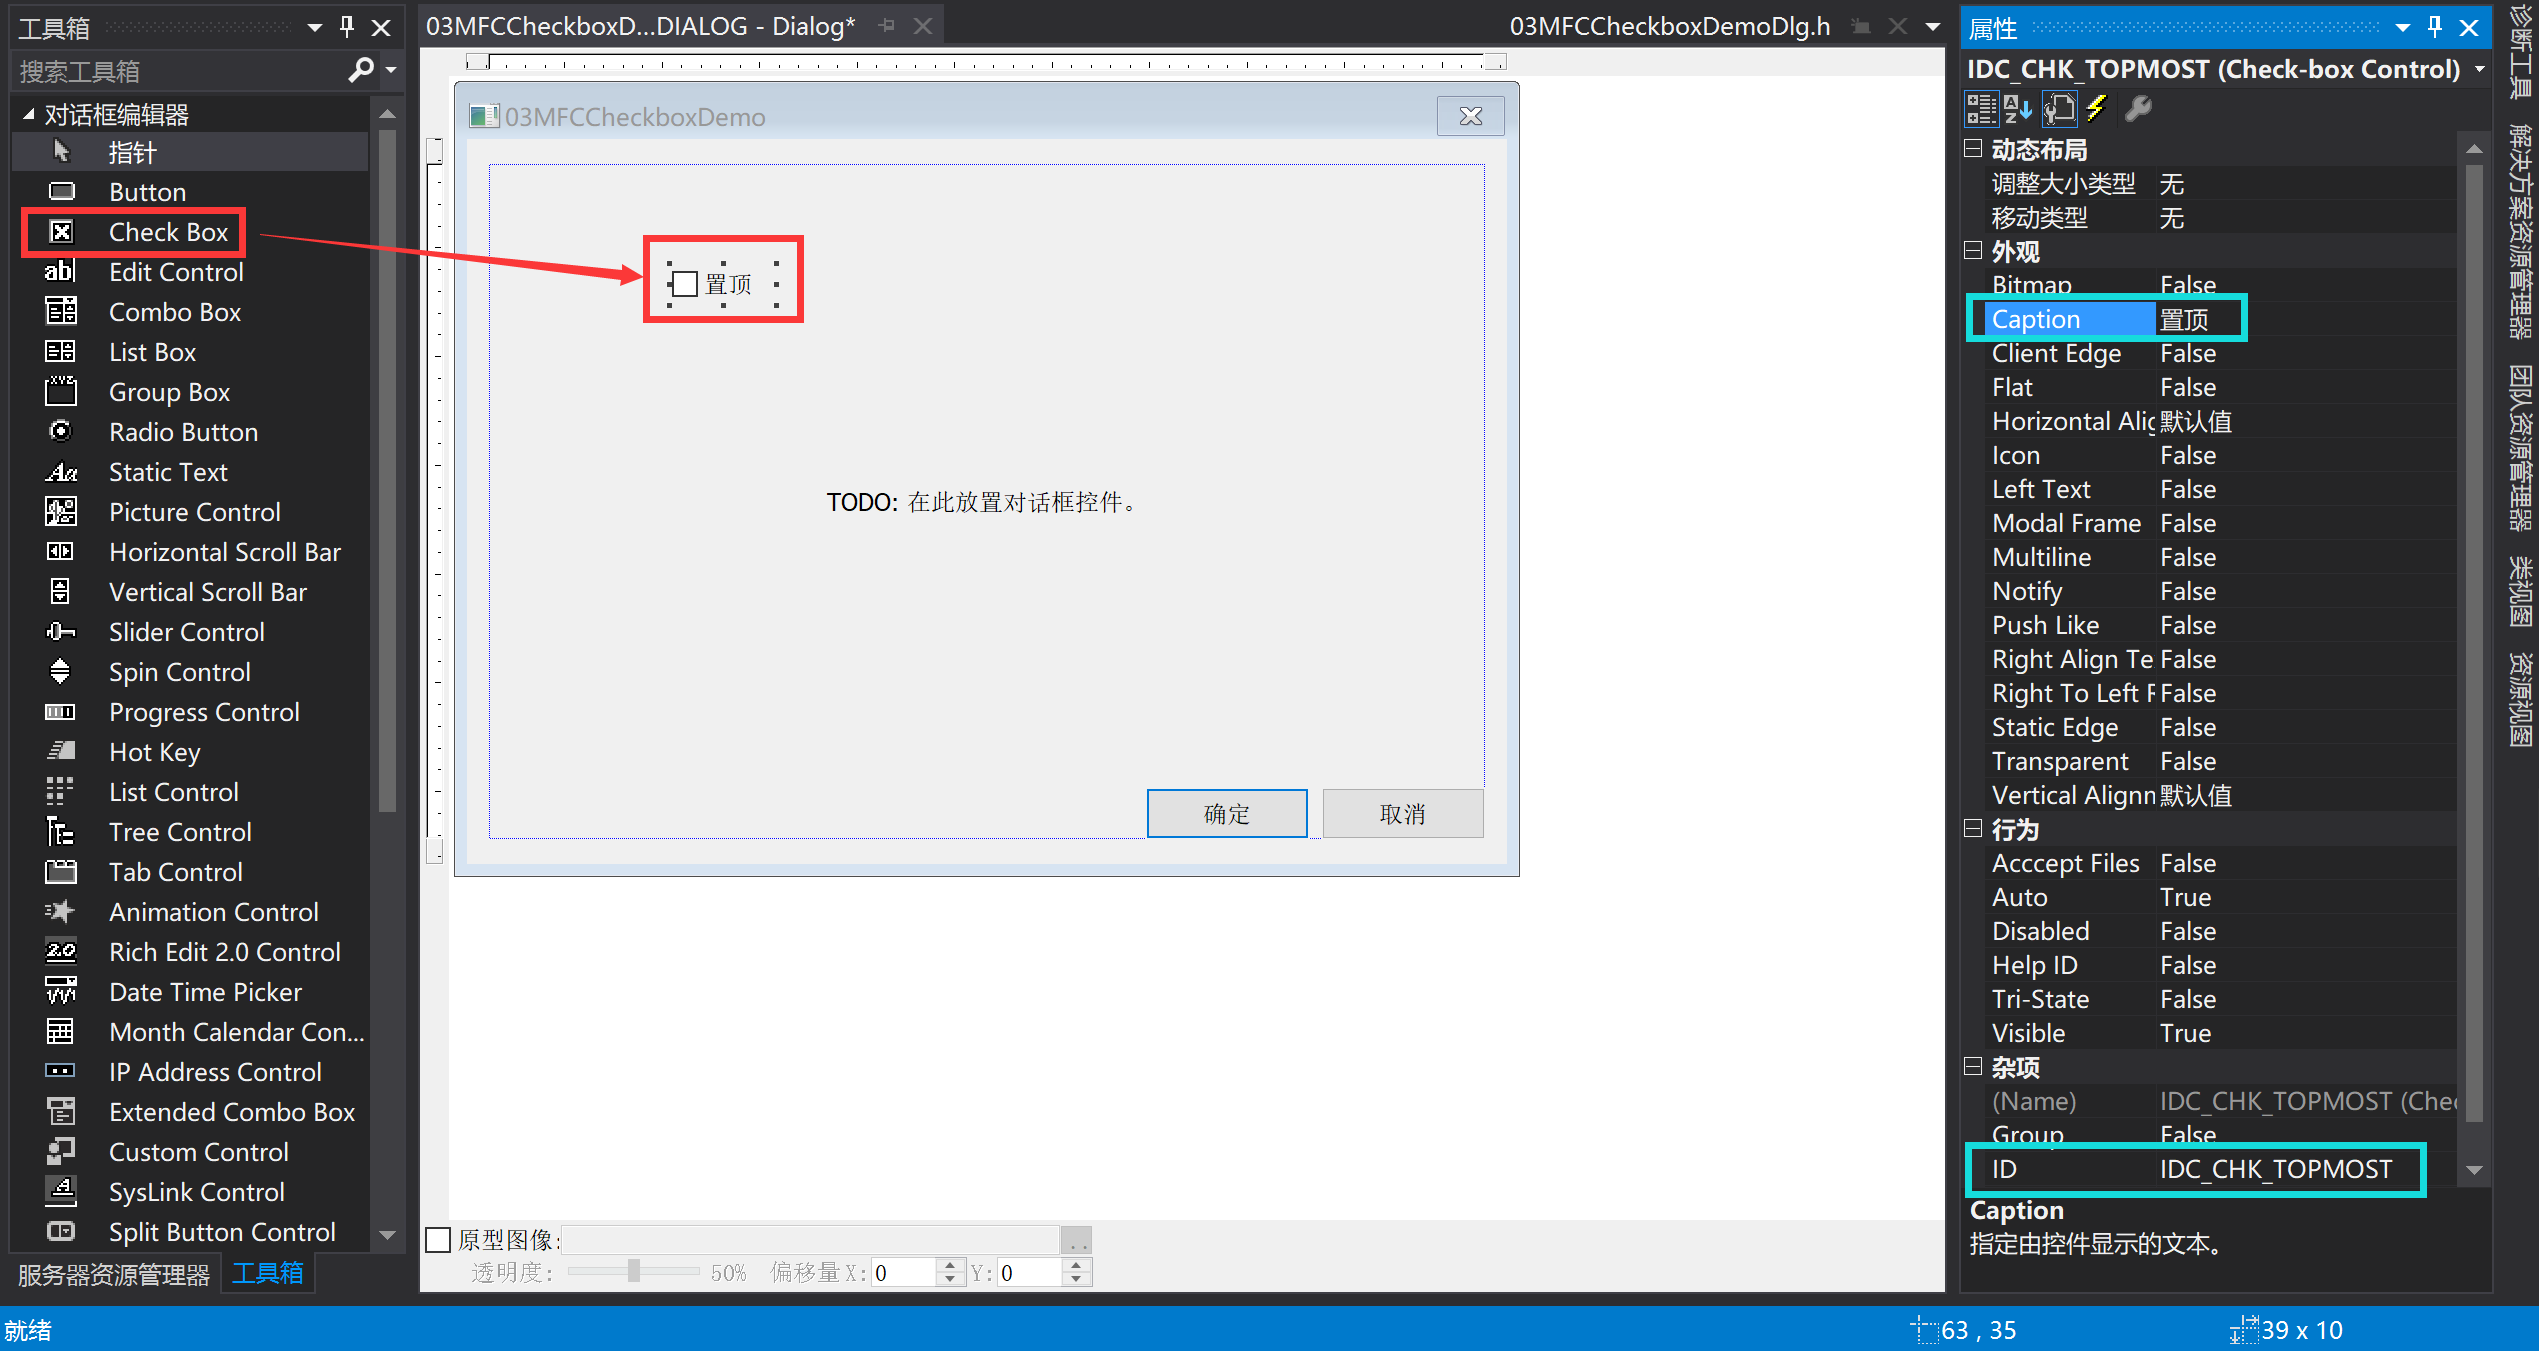 工具箱
搜索工具箱
对话框编辑器
指针
Button
Check Box
Edit Control
Combo Box
List Box
Group Box
Radio Button
Static Text
Picture Control
Horizontal Scroll Bar
Vertical Scroll Bar
Slider Control
Spin Control
Progress Control
Hot Key
List Control
Tree Control
Tab Control
Animation Control
Rich Edit 2.0 Control
Date Time Picker
Month Calendar Con...
IP Address Control
Extended Combo Box
Custom Control
SysLink Control
Split Button Control
服务器资源管理器 工具箱
03MFCCheckboxD...DIALOG - Dialog*
03MFCCheckboxDemoDlg.h
03MFCCheckboxDemo
置顶
TODO: 在此放置对话框控件。
确定 取消
原型图像: ..
透明度: 50% 偏移量 X: 0 Y: 0
属性
IDC_CHK_TOPMOST (Check-box Control)
动态布局
调整大小类型 无
移动类型 无
外观
Bitmap False
Caption 置顶
Client Edge False
Flat False
Horizontal Alig 默认值
Icon False
Left Text False
Modal Frame False
Multiline False
Notify False
Push Like False
Right Align Te False
Right To Left F False
Static Edge False
Transparent False
Vertical Alignn 默认值
行为
Acccept Files False
Auto True
Disabled False
Help ID False
Tri-State False
Visible True
杂项
(Name) IDC_CHK_TOPMOST (Chec
Group False
ID IDC_CHK_TOPMOST
Caption
指定由控件显示的文本。
诊断工具
解决方案资源管理器
团队资源管理器
类视图
资源视图
就绪
63 , 35
39 x 10